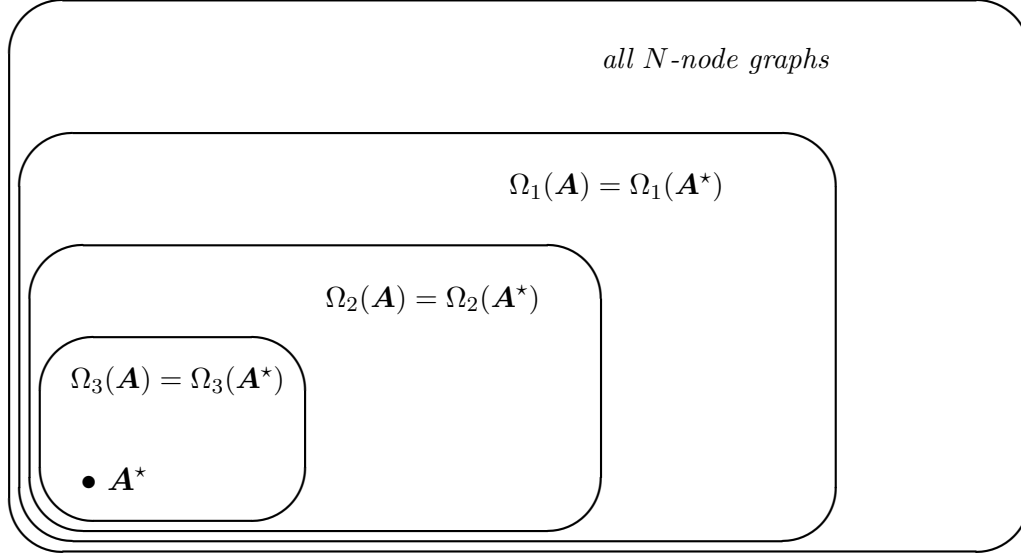 all N-node graphs
Ω₁(A) = Ω₁(A⋆)
Ω₂(A) = Ω₂(A⋆)
Ω₃(A) = Ω₃(A⋆)
• A⋆